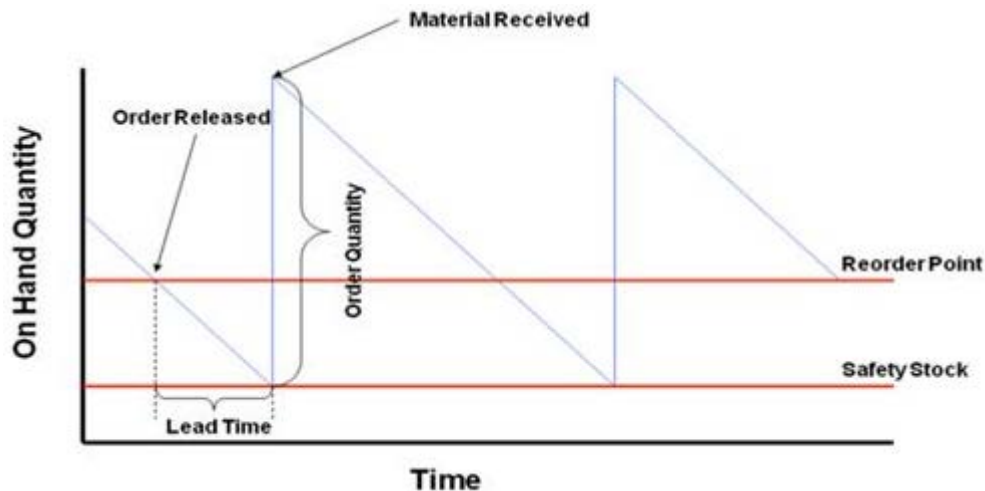 Material Received
Order Released
On Hand Quantity
Order Quantity
Reorder Point
Safety Stock
Lead Time
Time